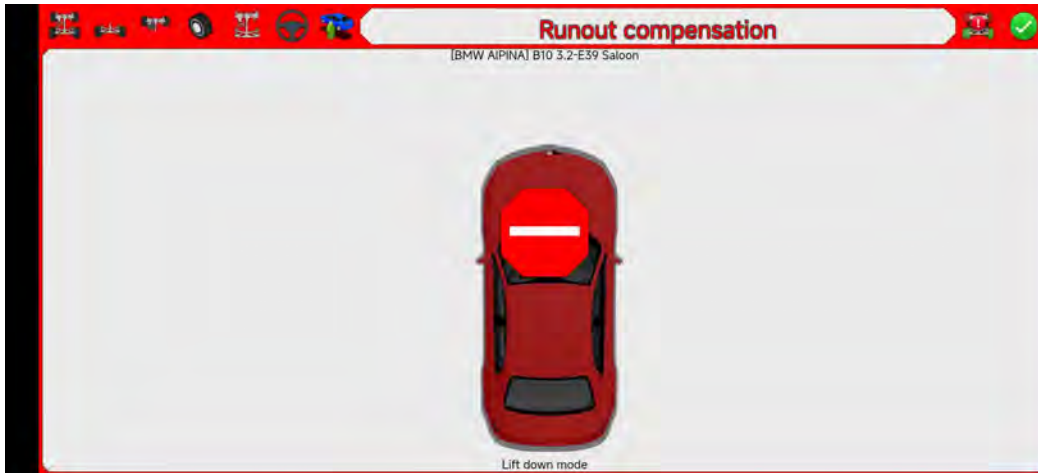 Runout compensation
[BMW AlPINA] B10 3.2-E39 Saloon
Lift down mode